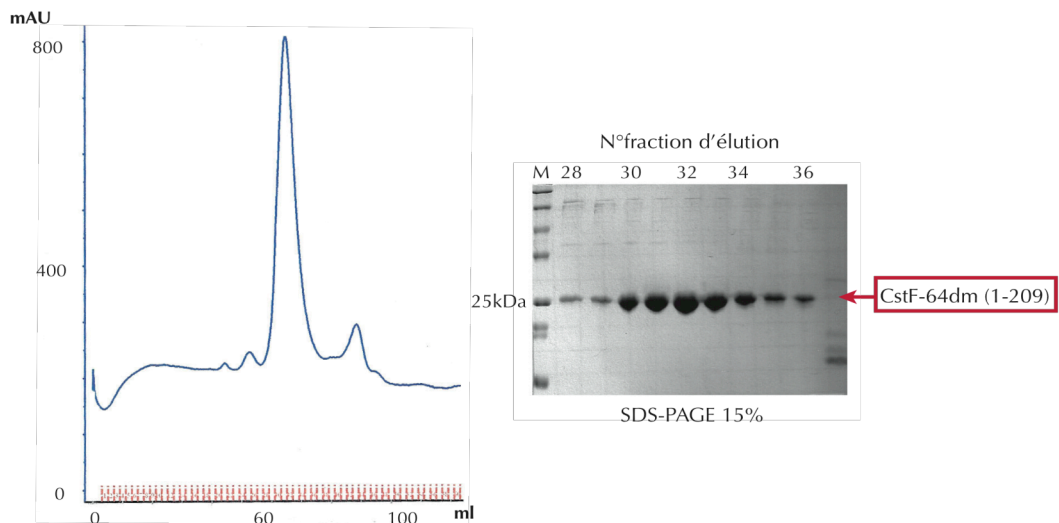 mAU
800
400
0
0 60 100 ml
N°fraction d'élution
M 28 30 32 34 36
25kDa
CstF-64dm (1-209)
SDS-PAGE 15%